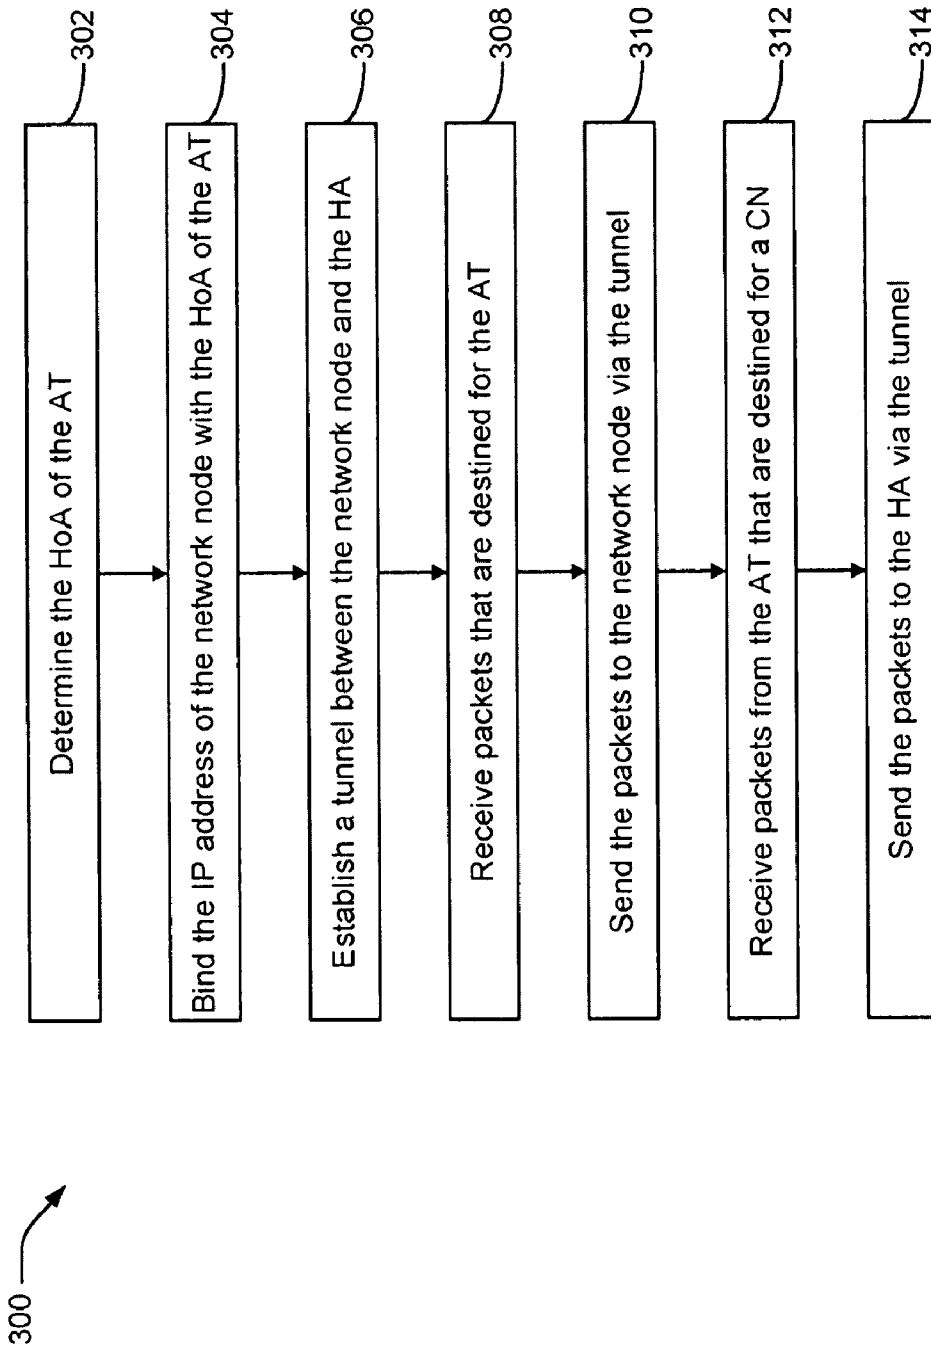 300
Determine the HoA of the AT
302
Bind the IP address of the network node with the HoA of the AT
304
Establish a tunnel between the network node and the HA
306
Receive packets that are destined for the AT
308
Send the packets to the network node via the tunnel
310
Receive packets from the AT that are destined for a CN
312
Send the packets to the HA via the tunnel
314